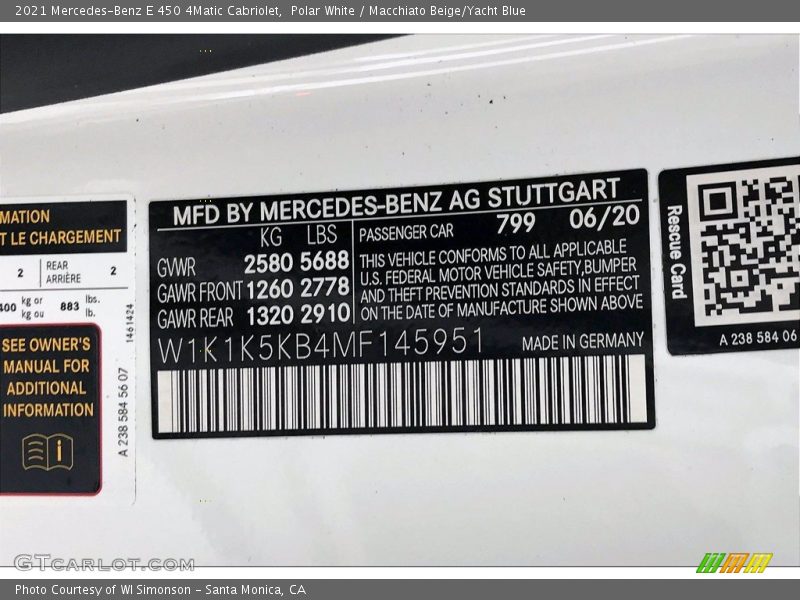 2021 Mercedes-Benz E 450 4Matic Cabriolet,  Polar White / Macchiato Beige/Yacht Blue
MATION
T LE CHARGEMENT
2 REAR ARRIÈRE 2
400 kg or kg ou 883 lbs. lb.
SEE OWNER'S
MANUAL FOR
ADDITIONAL
INFORMATION
i
1461424
A 238 584 56 07
MFD BY MERCEDES-BENZ AG STUTTGART
KG LBS
GWR 2580 5688
GAWR FRONT 1260 2778
GAWR REAR 1320 2910
PASSENGER CAR 799 06/20
THIS VEHICLE CONFORMS TO ALL APPLICABLE
U.S. FEDERAL MOTOR VEHICLE SAFETY,BUMPER
AND THEFT PREVENTION STANDARDS IN EFFECT
ON THE DATE OF MANUFACTURE SHOWN ABOVE
W1K1K5KB4MF145951 MADE IN GERMANY
Rescue Card
A 238 584 06
GTCARLOT.COM
Photo Courtesy of WI Simonson - Santa Monica, CA